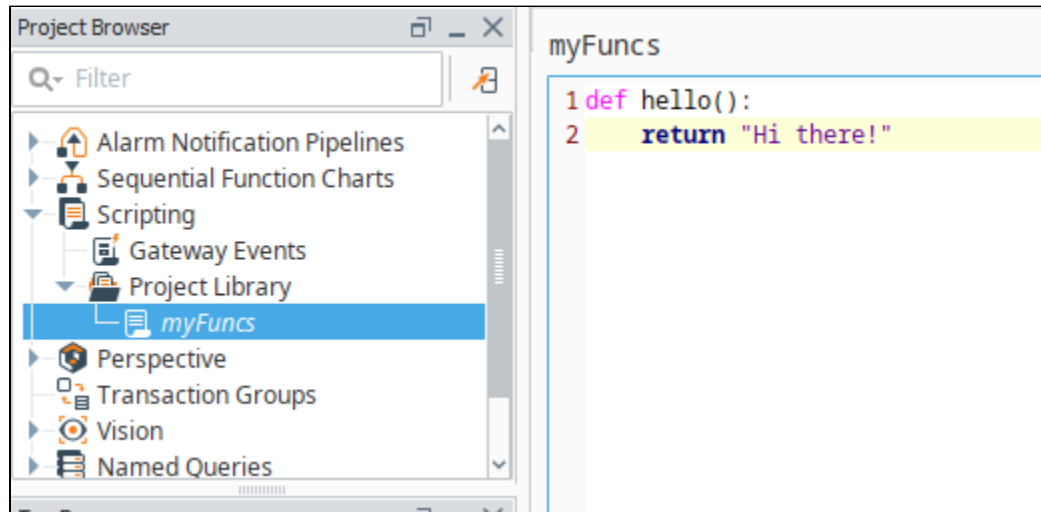 Project Browser
Filter
Alarm Notification Pipelines
Sequential Function Charts
Scripting
Gateway Events
Project Library
myFuncs
Perspective
Transaction Groups
Vision
Named Queries
myFuncs
1 def hello():
2     return "Hi there!"